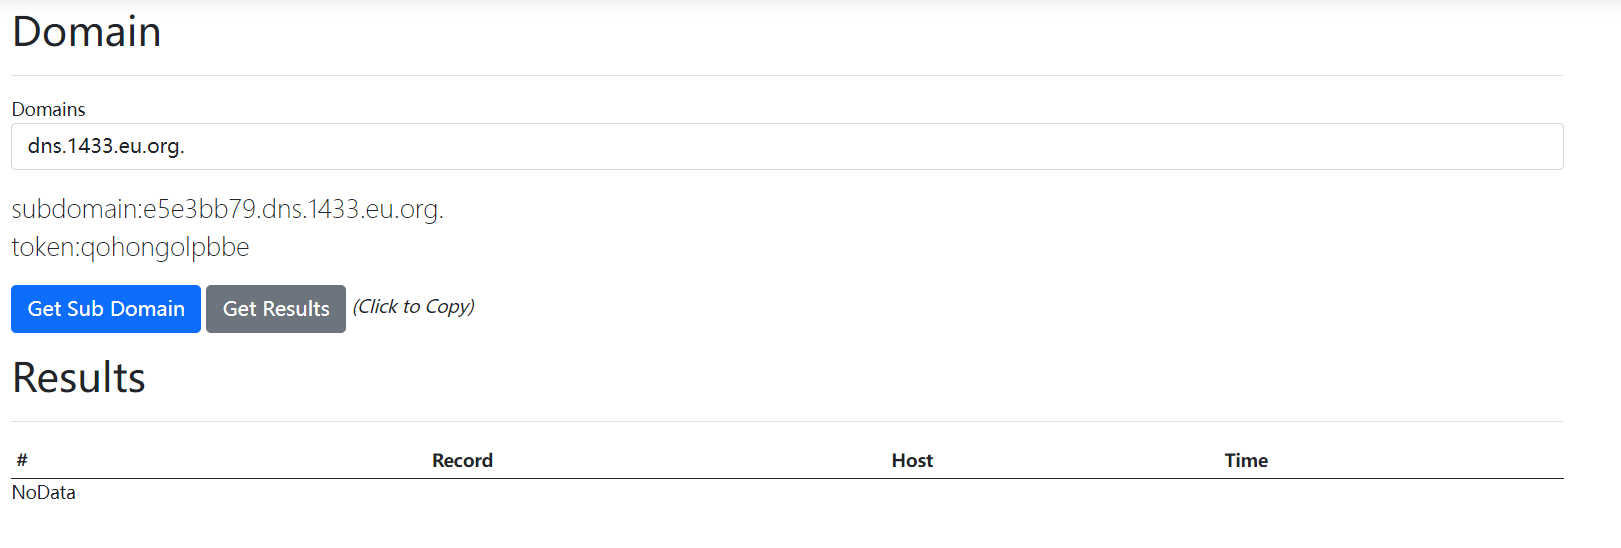 Domain
Domains
dns.1433.eu.org.
subdomain:e5e3bb79.dns.1433.eu.org.
token:qohongolpbbe
Get Sub Domain Get Results (Click to Copy)
Results
# Record Host Time
NoData